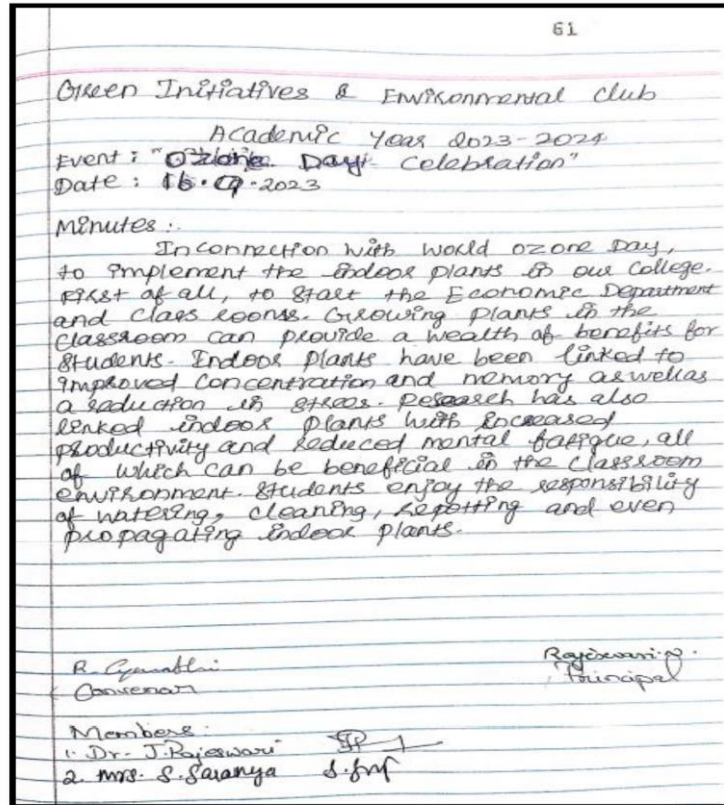 61
Green Initiatives & Environmental club
Academic Year 2023-2024
Event : "Ozone Day Celebration"
Date : 16.09.2023
Minutes :
Inconnection with World Ozone Day,
to implement the indoor plants in our College.
First of all, to start the Economic Department
and class rooms. Growing plants in the
classroom can provide a wealth of benefits for
students. Indoor plants have been linked to
improved concentration and memory aswellas
a reduction in stress. Research has also
linked indoor plants with increased
productivity and reduced mental fatigue, all
of which can be beneficial in the classroom
environment. Students enjoy the responsibility
of watering, cleaning, repotting and even
propagating indoor plants.
Convenor
Principal
Members :
1. Dr. J. Rajeswari
2. Mrs. S. Saranya